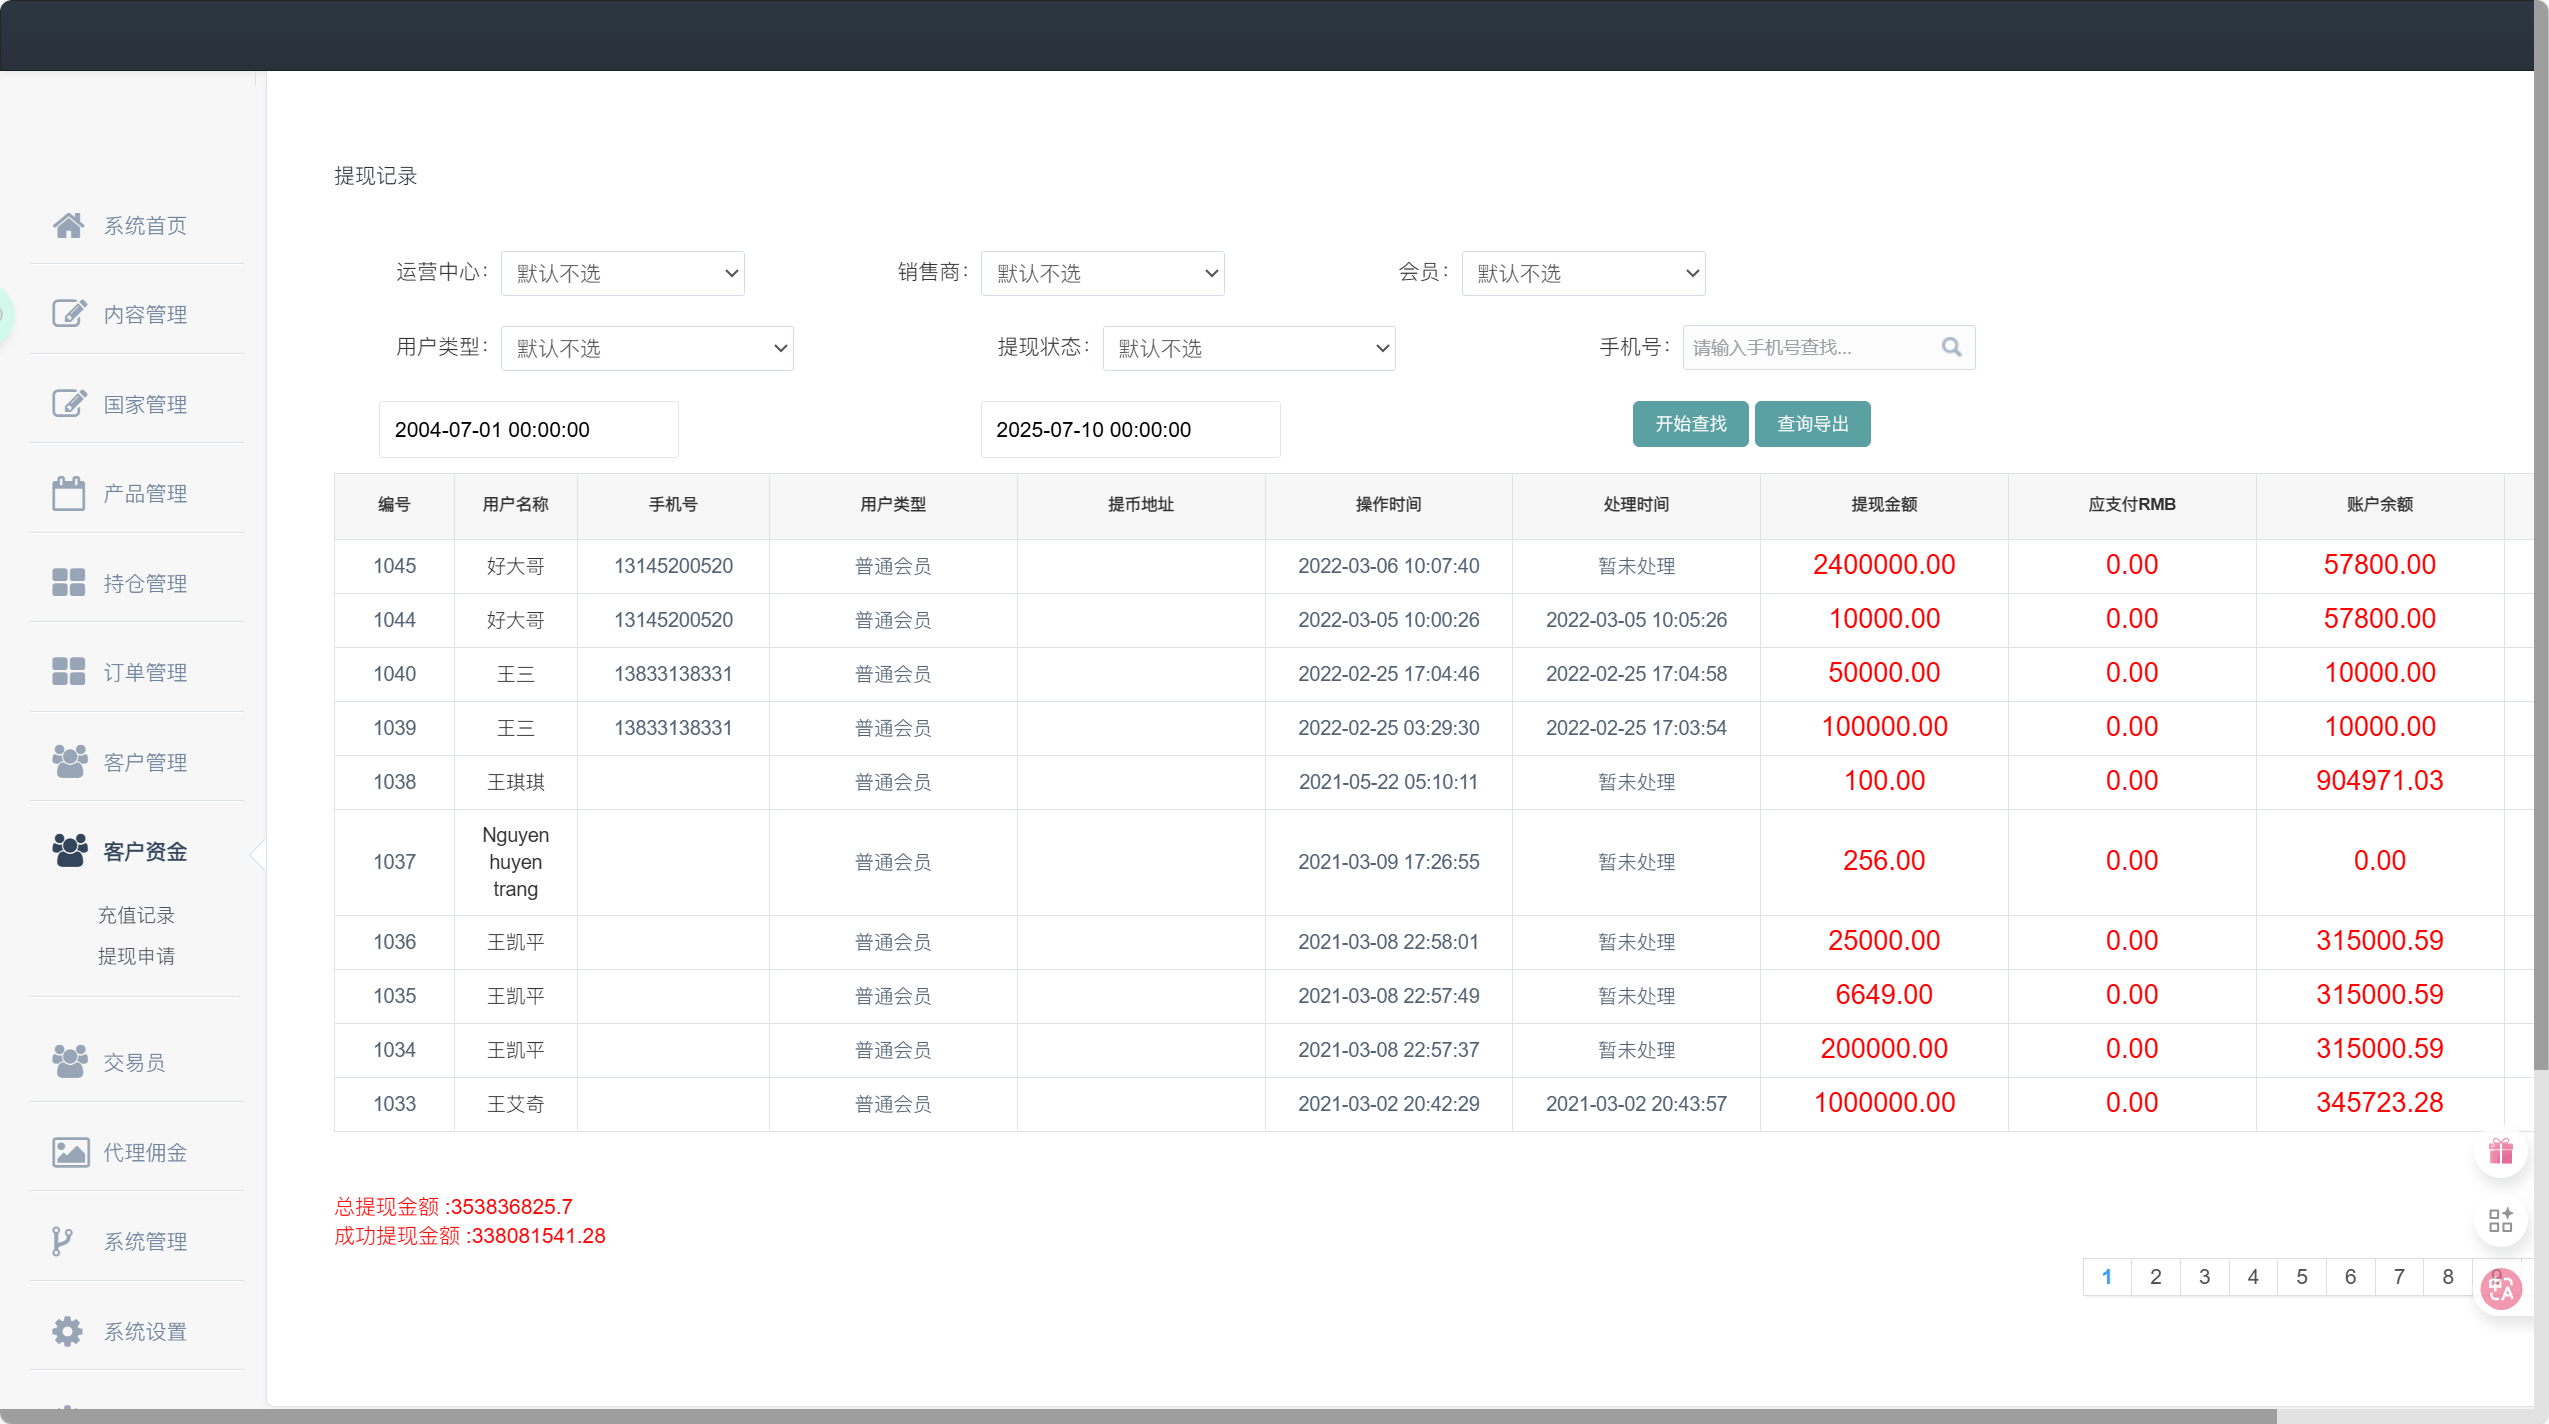 提现记录
系统首页
内容管理
国家管理
产品管理
持仓管理
订单管理
客户管理
客户资金
充值记录
提现申请
交易员
代理佣金
系统管理
系统设置
运营中心: 默认不选 销售商: 默认不选 会员: 默认不选
用户类型: 默认不选 提现状态: 默认不选 手机号: 请输入手机号查找...
2004-07-01 00:00:00 2025-07-10 00:00:00 开始查找 查询导出
编号 用户名称 手机号 用户类型 提币地址 操作时间 处理时间 提现金额 应支付RMB 账户余额
1045 好大哥 13145200520 普通会员 2022-03-06 10:07:40 暂未处理 2400000.00 0.00 57800.00
1044 好大哥 13145200520 普通会员 2022-03-05 10:00:26 2022-03-05 10:05:26 10000.00 0.00 57800.00
1040 王三 13833138331 普通会员 2022-02-25 17:04:46 2022-02-25 17:04:58 50000.00 0.00 10000.00
1039 王三 13833138331 普通会员 2022-02-25 03:29:30 2022-02-25 17:03:54 100000.00 0.00 10000.00
1038 王琪琪 普通会员 2021-05-22 05:10:11 暂未处理 100.00 0.00 904971.03
1037 Nguyen huyen trang 普通会员 2021-03-09 17:26:55 暂未处理 256.00 0.00 0.00
1036 王凯平 普通会员 2021-03-08 22:58:01 暂未处理 25000.00 0.00 315000.59
1035 王凯平 普通会员 2021-03-08 22:57:49 暂未处理 6649.00 0.00 315000.59
1034 王凯平 普通会员 2021-03-08 22:57:37 暂未处理 200000.00 0.00 315000.59
1033 王艾奇 普通会员 2021-03-02 20:42:29 2021-03-02 20:43:57 1000000.00 0.00 345723.28
总提现金额 :353836825.7
成功提现金额 :338081541.28
1 2 3 4 5 6 7 8